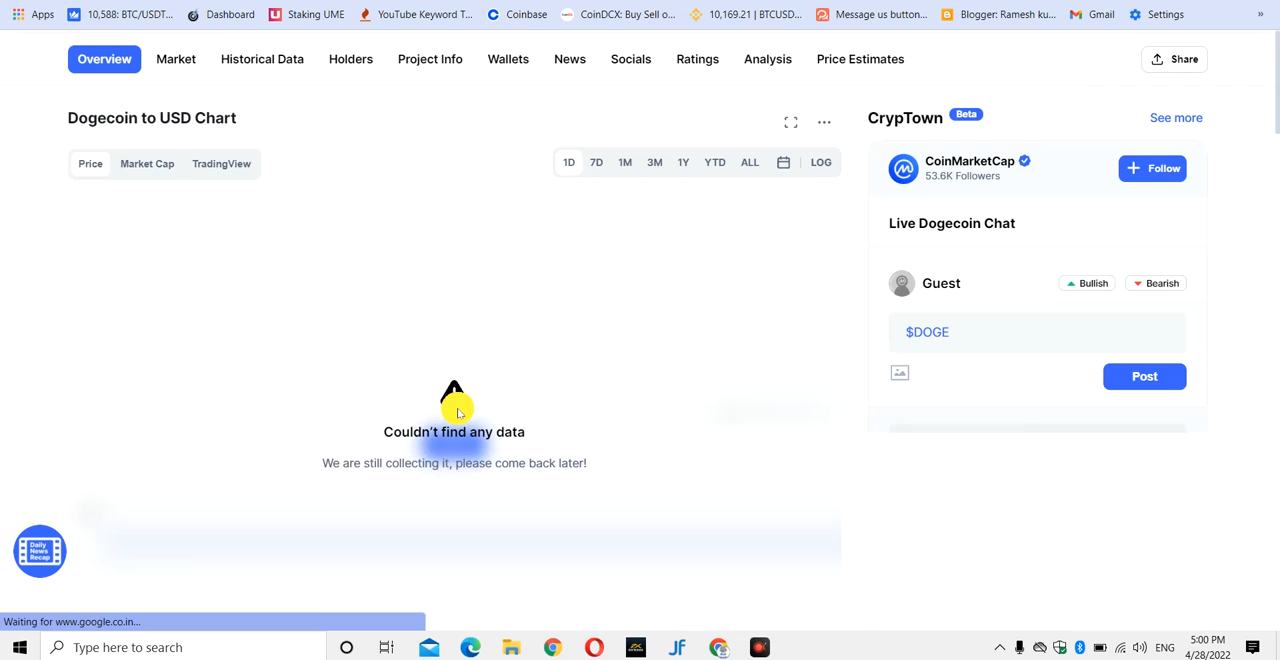 Apps 10,588: BTC/USDT... Dashboard Staking UME YouTube Keyword T... Coinbase CoinDCX: Buy Sell o... 10,169.21 | BTCUSD... Message us button... Blogger: Ramesh ku... Gmail Settings »
Overview Market Historical Data Holders Project Info Wallets News Socials Ratings Analysis Price Estimates Share
Dogecoin to USD Chart
CrypTown Beta See more
Price Market Cap TradingView
1D 7D 1M 3M 1Y YTD ALL LOG
CoinMarketCap
53.6K Followers
+ Follow
Live Dogecoin Chat
Guest Bullish Bearish
$DOGE
Post
Couldn't find any data
We are still collecting it, please come back later!
Daily
News
Recap
Waiting for www.google.co.in...
Type here to search
ENG
5:00 PM
4/28/2022